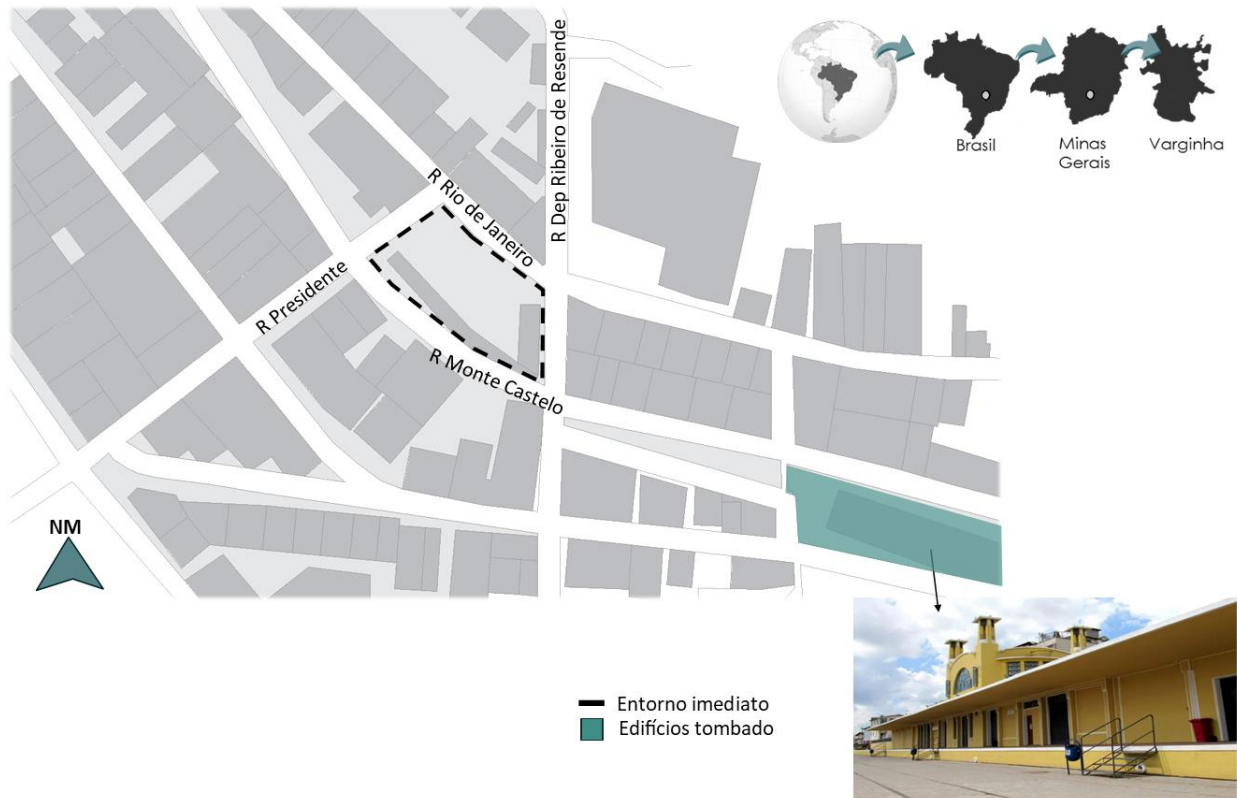 R Dep Ribeiro de Resende
R Rio de Janeiro
R Presidente
R Monte Castelo
Brasil
Minas
Gerais
Varginha
NM
Entorno imediato
Edifícios tombado